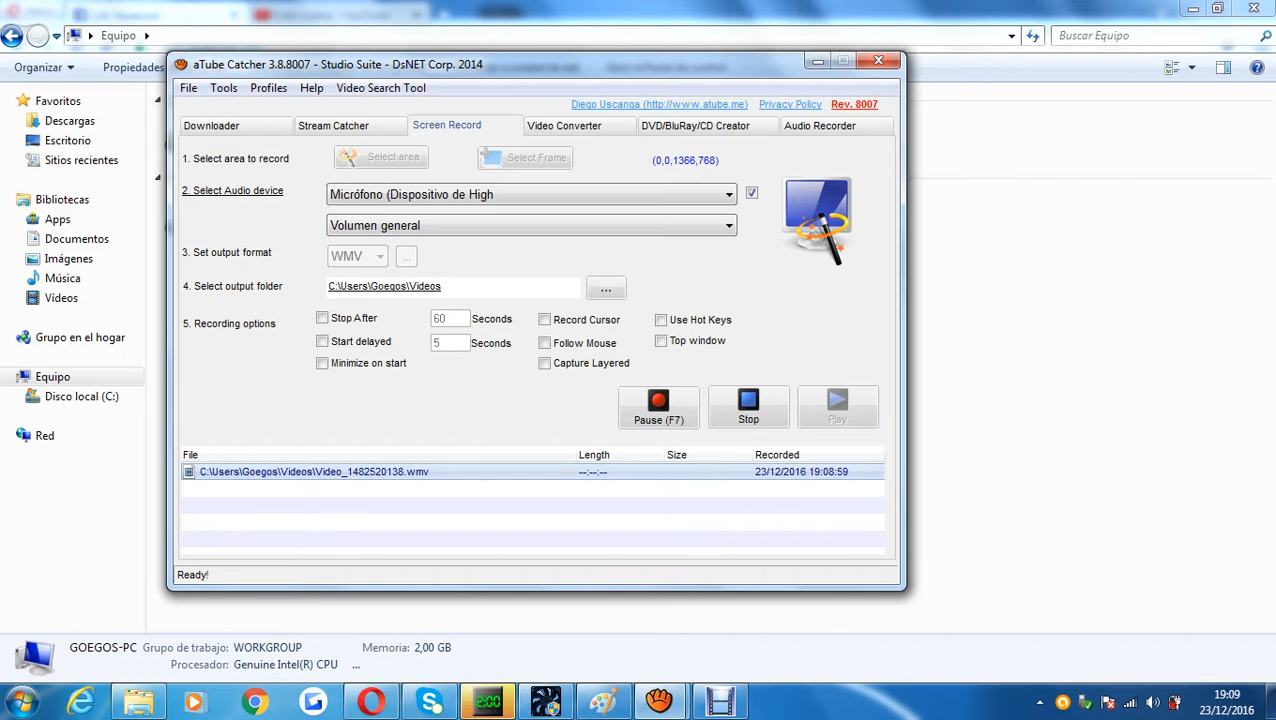 Equipo
Buscar Equipo
Organizar
Propiedades
Favoritos
Descargas
Escritorio
Sitios recientes
Bibliotecas
Apps
Documentos
Imágenes
Música
Vídeos
Grupo en el hogar
Equipo
Disco local (C:)
Red
aTube Catcher 3.8.8007 - Studio Suite - DsNET Corp. 2014
File Tools Profiles Help Video Search Tool
Diego Uscanga (http://www.atube.me) Privacy Policy Rev. 8007
Downloader Stream Catcher Screen Record Video Converter DVD/BluRay/CD Creator Audio Recorder
1. Select area to record Select area Select Frame (0,0,1366,768)
2. Select Audio device Micrófono (Dispositivo de High
Volumen general
3. Set output format WMV ...
4. Select output folder C:\Users\Goegos\Videos ...
5. Recording options
Stop After 60 Seconds Record Cursor Use Hot Keys
Start delayed 5 Seconds Follow Mouse Top window
Minimize on start Capture Layered
Pause (F7) Stop Play
File Length Size Recorded
C:\Users\Goegos\Videos\Video_1482520138.wmv --:--:-- 23/12/2016 19:08:59
Ready!
GOEGOS-PC Grupo de trabajo: WORKGROUP Memoria: 2,00 GB
Procesador: Genuine Intel(R) CPU ...
2:00
19:09
23/12/2016